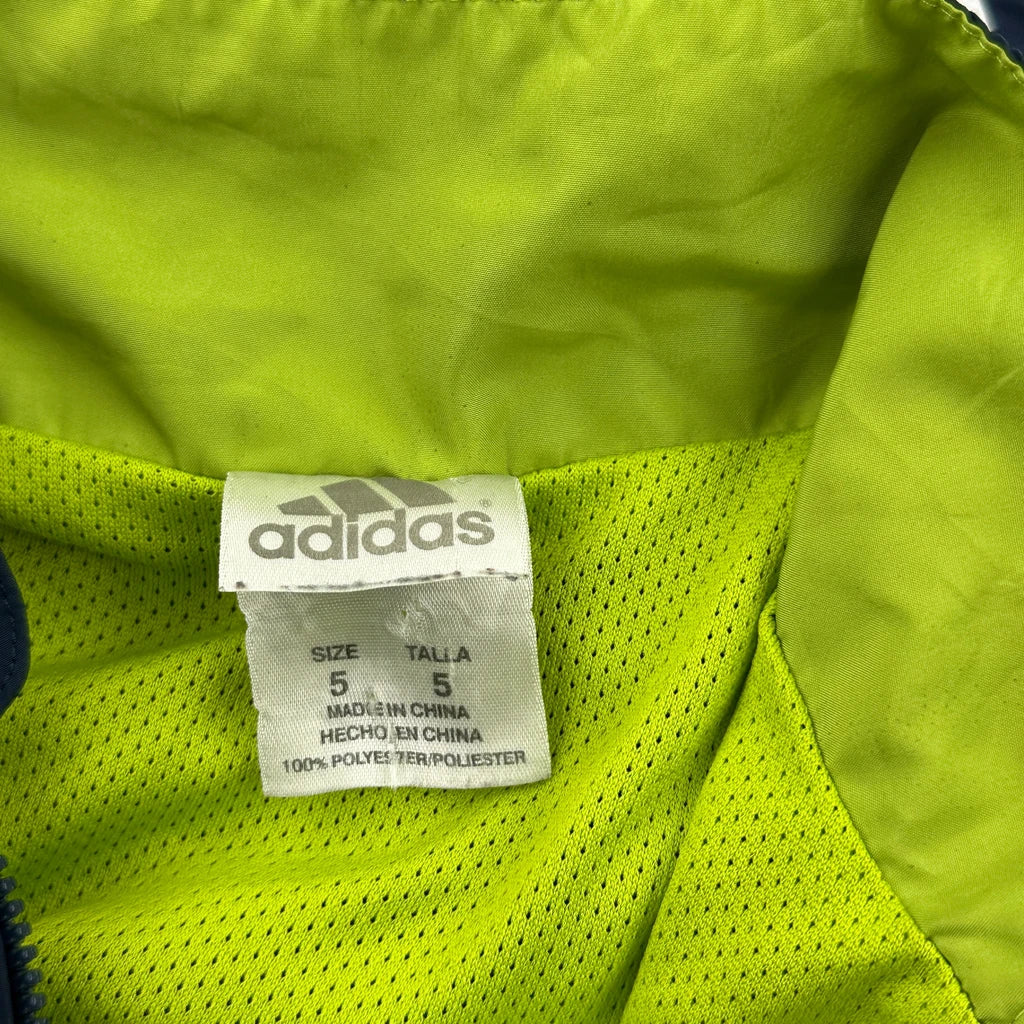 adidas®
SIZE TALLA
5 5
MADE IN CHINA
HECHO EN CHINA
100% POLYESTER/POLIESTER